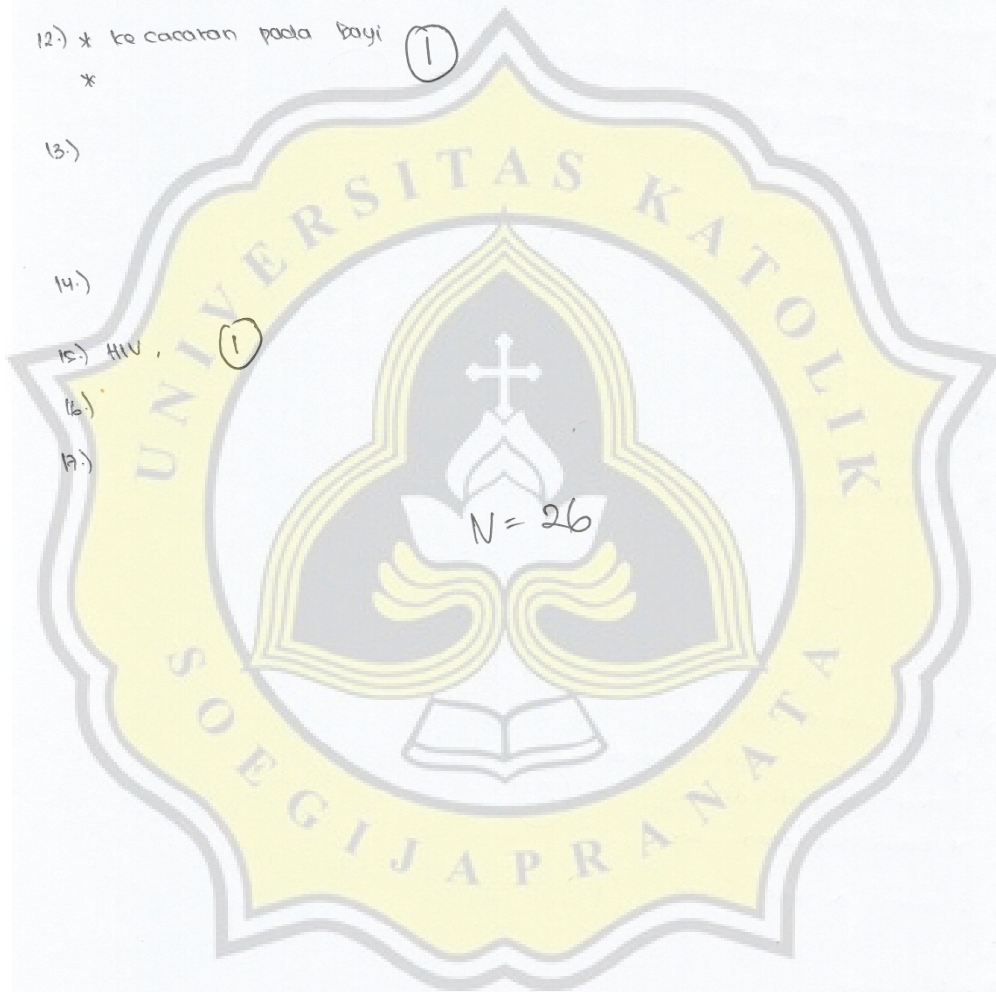 12.) * kecacatan pada Bayi 1
*
13.)
14.)
15.) HIV, 1
16.)
17.)
N = 26
UNIVERSITAS KATOLIK
SOEGIJAPRANATA